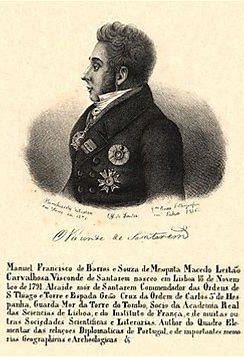 O Visconde de Santarem
Manuel Francisco de Barros e Souza de Mesquita Macedo Leitão
Carvalhosa, Visconde de Santarem nasceo em Lisboa 18 de Novem
bro de 1791. Alcaide mór de Santarem Commendador das Ordens de
S. Thiago e Torre e Espada Grão Cruz da Ordem de Carlos 3º de Hes
panha, Guarda Mor da Torre do Tombo, Socio da Academia Real
das Sciencias de Lisboa, e do Instituto de França, e de muitas ou
tras Sociedades Scientificas e Litterarias. Author do Quadro Elemen
tar das relações Diplomaticas de Portugal, e de importantes memo
rias Geographicas e Archeologicas &